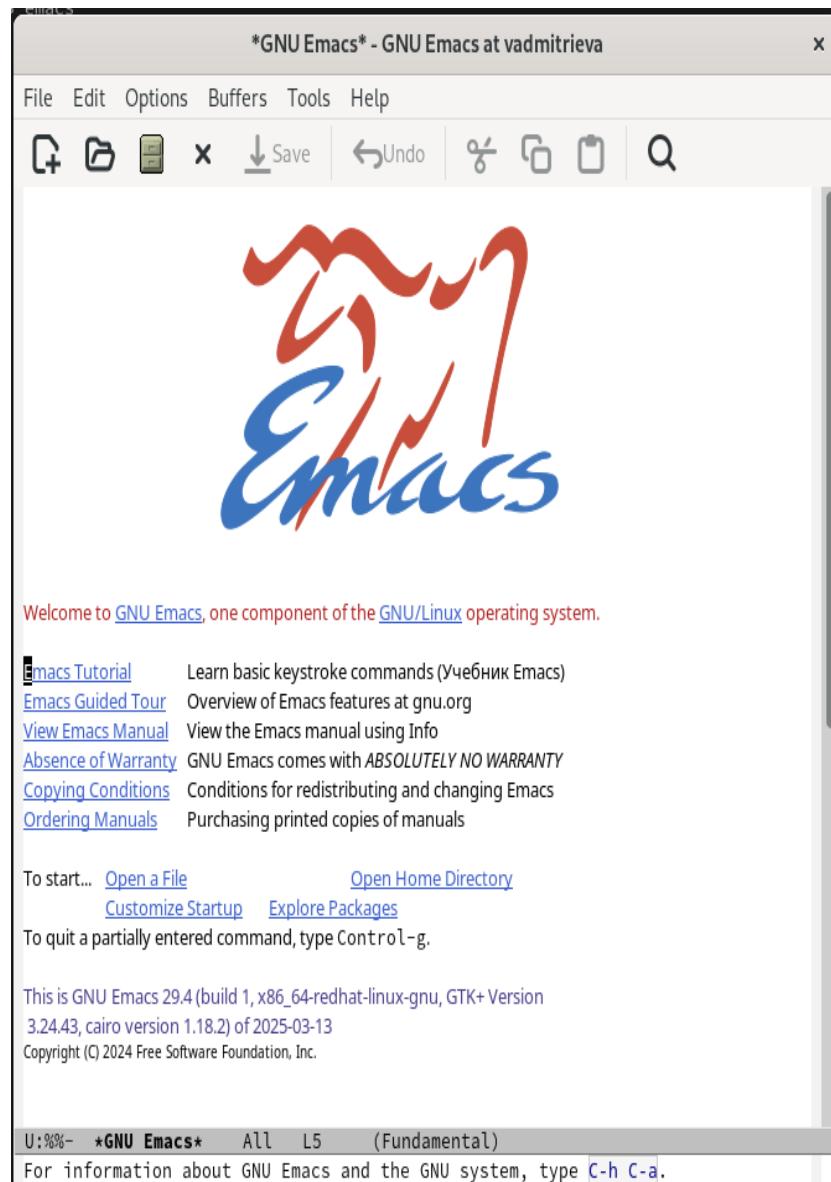 *GNU Emacs* - GNU Emacs at vadmitrieva
File Edit Options Buffers Tools Help
Save Undo
Emacs
Welcome to GNU Emacs, one component of the GNU/Linux operating system.
Emacs Tutorial Learn basic keystroke commands (Учебник Emacs)
Emacs Guided Tour Overview of Emacs features at gnu.org
View Emacs Manual View the Emacs manual using Info
Absence of Warranty GNU Emacs comes with ABSOLUTELY NO WARRANTY
Copying Conditions Conditions for redistributing and changing Emacs
Ordering Manuals Purchasing printed copies of manuals
To start... Open a File Open Home Directory
Customize Startup Explore Packages
To quit a partially entered command, type Control-g.
This is GNU Emacs 29.4 (build 1, x86_64-redhat-linux-gnu, GTK+ Version
3.24.43, cairo version 1.18.2) of 2025-03-13
Copyright (C) 2024 Free Software Foundation, Inc.
U:%%- *GNU Emacs* All L5 (Fundamental)
For information about GNU Emacs and the GNU system, type C-h C-a.